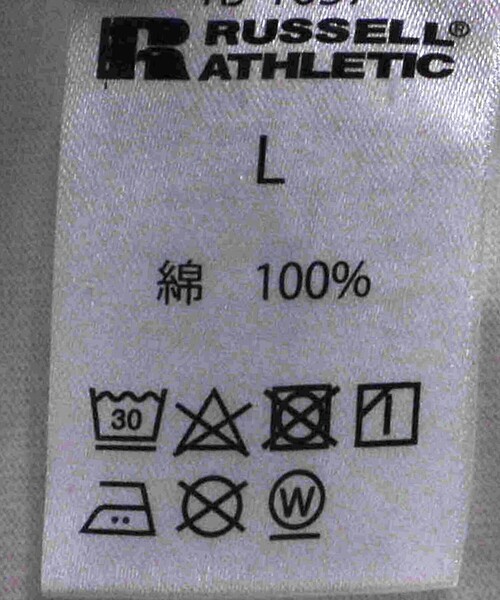 RUSSELL®
ATHLETIC
L
綿 100%
30
W